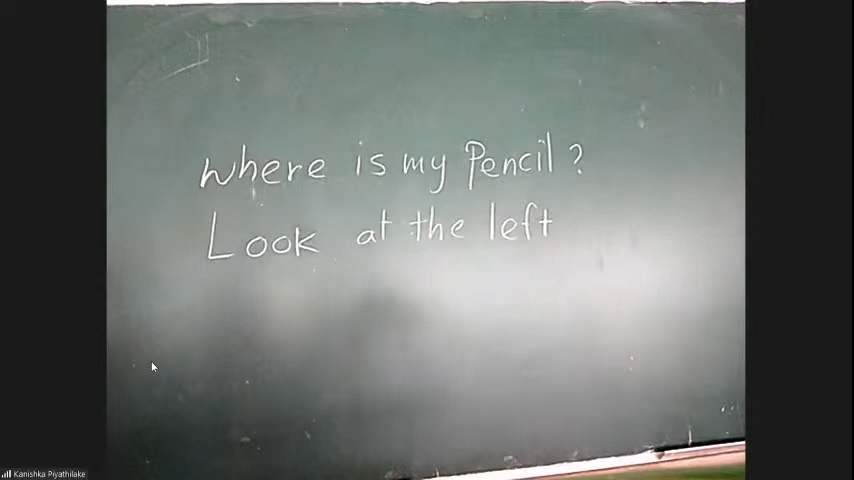 where is my Pencil?
Look at the left
Kanishka Piyathilake